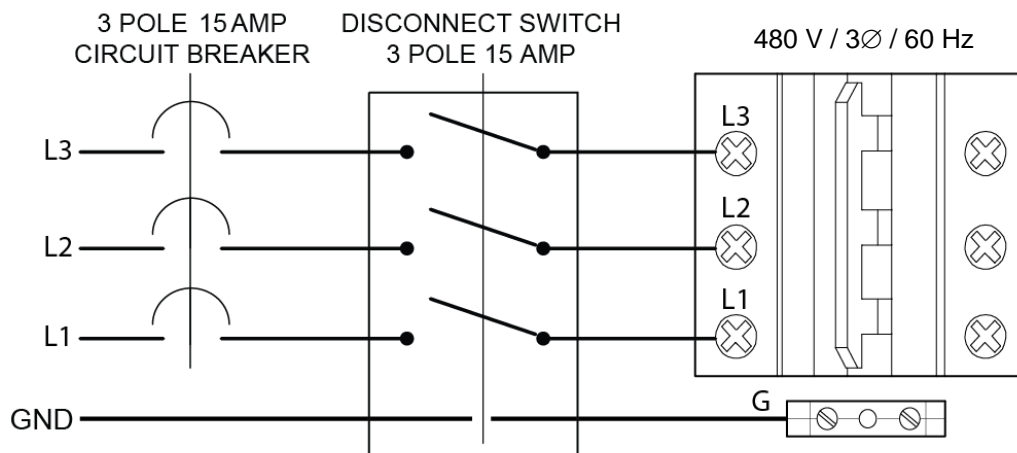 3 POLE 15 AMP
CIRCUIT BREAKER
DISCONNECT SWITCH
3 POLE 15 AMP
480 V / 3∅ / 60 Hz
L3
L3
L2
L2
L1
L1
GND
G